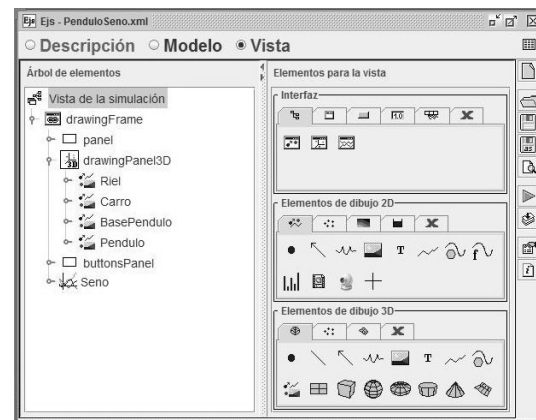 Ejs - PenduloSeno.xml
Descripción Modelo Vista
Árbol de elementos
Vista de la simulación
drawingFrame
panel
drawingPanel3D
Riel
Carro
BasePendulo
Pendulo
buttonsPanel
Seno
Elementos para la vista
Interfaz
Elementos de dibujo 2D
T
Elementos de dibujo 3D
T